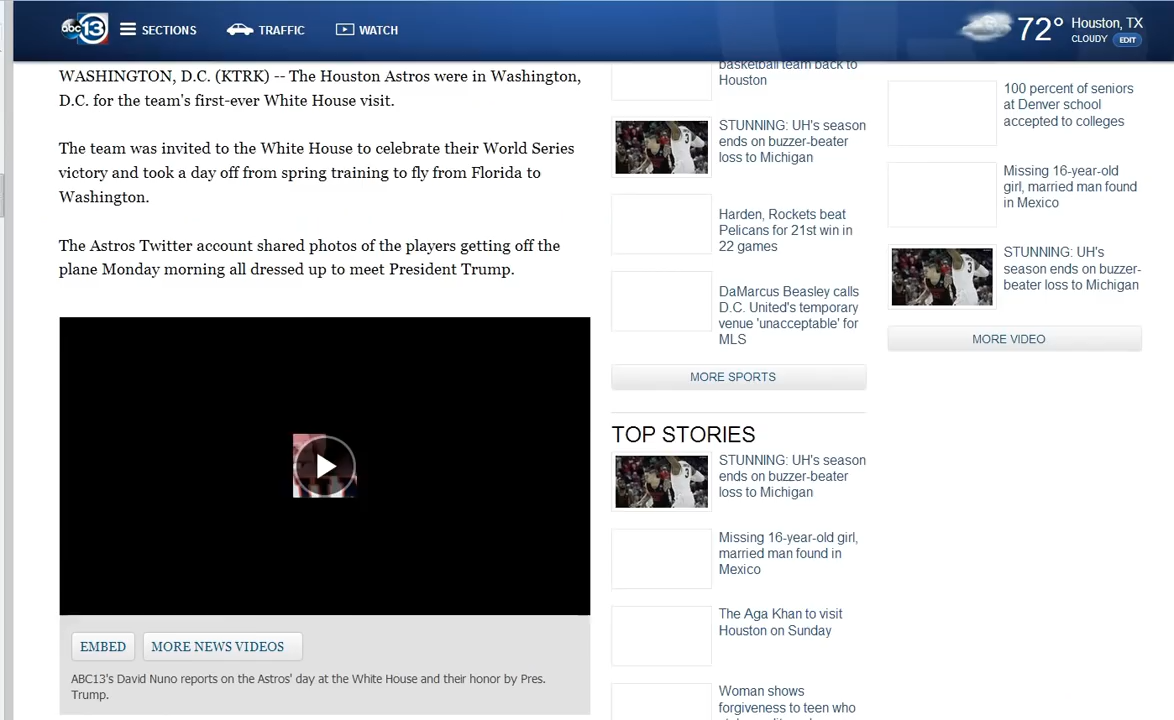 abc13 SECTIONS TRAFFIC WATCH
72° Houston, TX
CLOUDY EDIT
WASHINGTON, D.C. (KTRK) -- The Houston Astros were in Washington,
D.C. for the team's first-ever White House visit.
The team was invited to the White House to celebrate their World Series
victory and took a day off from spring training to fly from Florida to
Washington.
The Astros Twitter account shared photos of the players getting off the
plane Monday morning all dressed up to meet President Trump.
EMBED
MORE NEWS VIDEOS
ABC13's David Nuno reports on the Astros' day at the White House and their honor by Pres.
Trump.
basketball team back to
Houston
STUNNING: UH's season
ends on buzzer-beater
loss to Michigan
Harden, Rockets beat
Pelicans for 21st win in
22 games
DaMarcus Beasley calls
D.C. United's temporary
venue 'unacceptable' for
MLS
MORE SPORTS
TOP STORIES
STUNNING: UH's season
ends on buzzer-beater
loss to Michigan
Missing 16-year-old girl,
married man found in
Mexico
The Aga Khan to visit
Houston on Sunday
Woman shows
forgiveness to teen who
100 percent of seniors
at Denver school
accepted to colleges
Missing 16-year-old
girl, married man found
in Mexico
STUNNING: UH's
season ends on buzzer-
beater loss to Michigan
MORE VIDEO